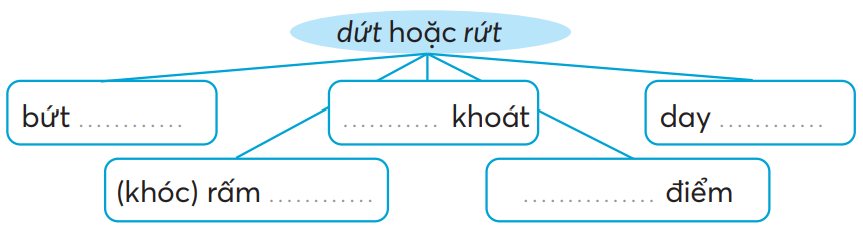 dứt hoặc rứt
bứt ............
........... khoát
day ............
(khóc) rấm ............
............... điểm